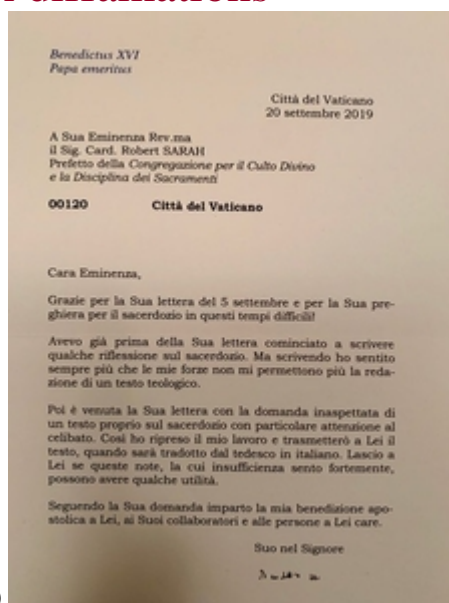 Benedictus XVI
Papa emeritus
Città del Vaticano
20 settembre 2019
A Sua Eminenza Rev.ma
il Sig. Card. Robert SARAH
Prefetto della Congregazione per il Culto Divino
e la Disciplina dei Sacramenti
00120 Città del Vaticano
Cara Eminenza,
Grazie per la Sua lettera del 5 settembre e per la Sua pre-
ghiera per il sacerdozio in questi tempi difficili!
Avevo già prima della Sua lettera cominciato a scrivere
qualche riflessione sul sacerdozio. Ma scrivendo ho sentito
sempre più che le mie forze non mi permettono più la reda-
zione di un testo teologico.
Poi è venuta la Sua lettera con la domanda inaspettata di
un testo proprio sul sacerdozio con particolare attenzione al
celibato. Così ho ripreso il mio lavoro e trasmetterò a Lei il
testo, quando sarà tradotto dal tedesco in italiano. Lascio a
Lei se queste note, la cui insufficienza sento fortemente,
possono avere qualche utilità.
Seguendo la Sua domanda imparto la mia benedizione apo-
stolica a Lei, ai Suoi collaboratori e alle persone a Lei care.
Suo nel Signore